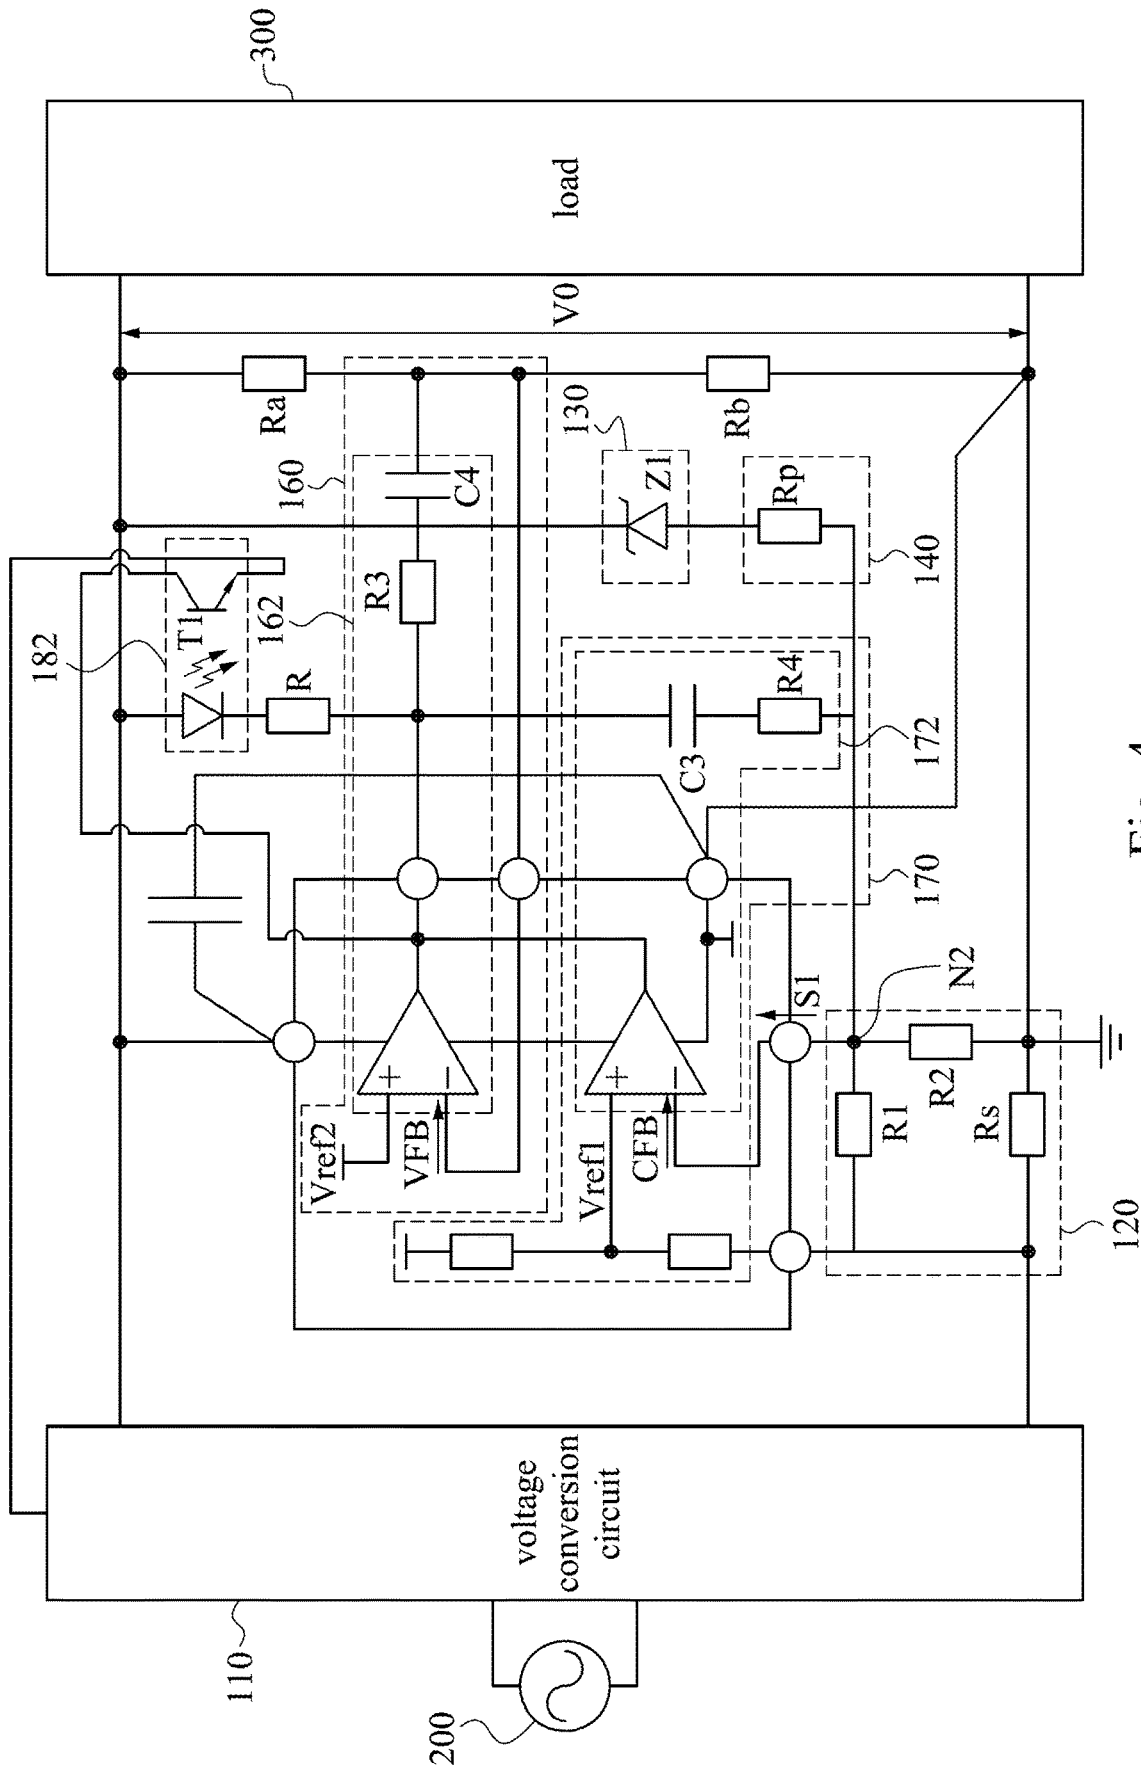 300
load
V0
Ra
Rb
160
130
Z1
C4
Rp
140
182
T1
162
R3
R
R4
172
C3
170
N2
S1
Vref2
VFB
Vref1
CFB
R1
R2
Rs
120
voltage
conversion
circuit
110
200